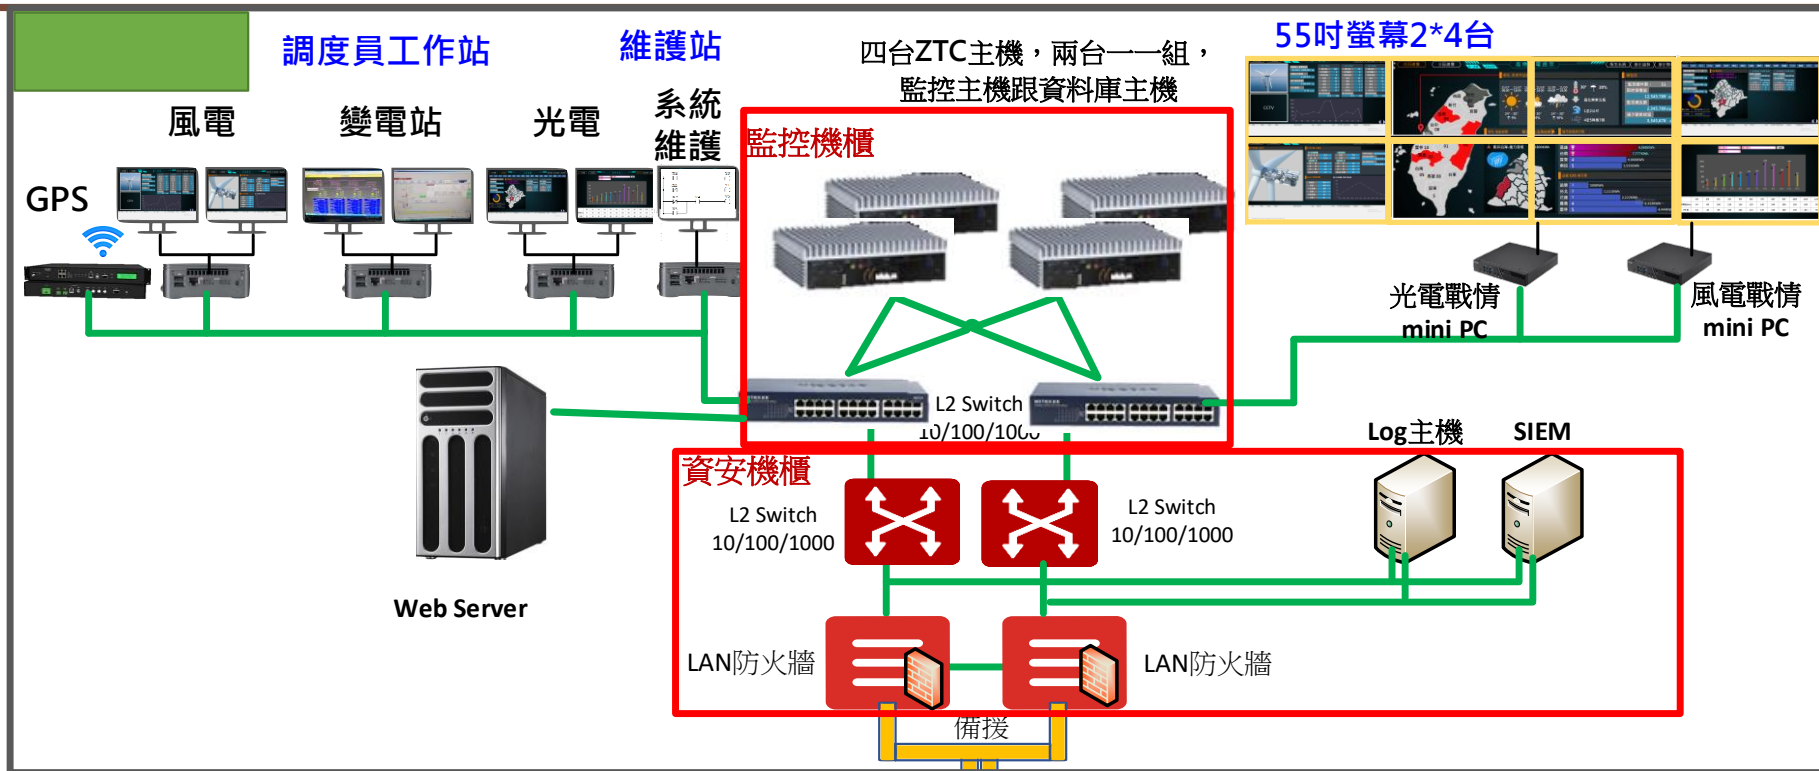 調度員工作站
維護站
四台ZTC主機，兩台一一組，
監控主機跟資料庫主機
55吋螢幕2*4台
風電
變電站
光電
系統
維護
GPS
監控機櫃
光電戰情
mini PC
風電戰情
mini PC
L2 Switch
10/100/1000
Web Server
Log主機
SIEM
資安機櫃
L2 Switch
10/100/1000
L2 Switch
10/100/1000
LAN防火牆
LAN防火牆
備援